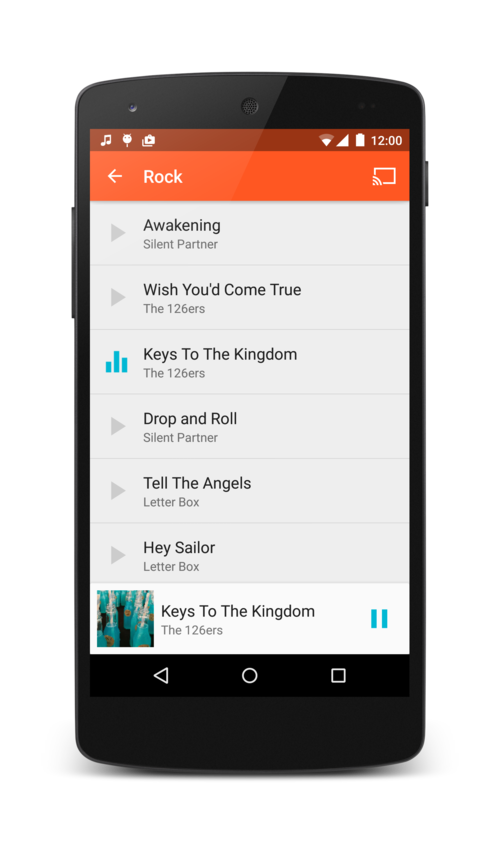 12:00
Rock
Awakening
Silent Partner
Wish You'd Come True
The 126ers
Keys To The Kingdom
The 126ers
Drop and Roll
Silent Partner
Tell The Angels
Letter Box
Hey Sailor
Letter Box
Keys To The Kingdom
The 126ers